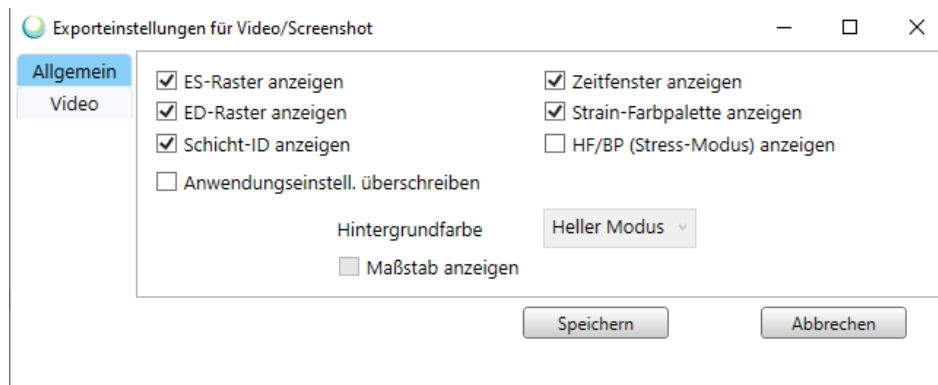 Exporteinstellungen für Video/Screenshot
Allgemein
Video
ES-Raster anzeigen
Zeitfenster anzeigen
ED-Raster anzeigen
Strain-Farbpalette anzeigen
Schicht-ID anzeigen
HF/BP (Stress-Modus) anzeigen
Anwendungseinstell. überschreiben
Hintergrundfarbe
Heller Modus
Maßstab anzeigen
Speichern
Abbrechen